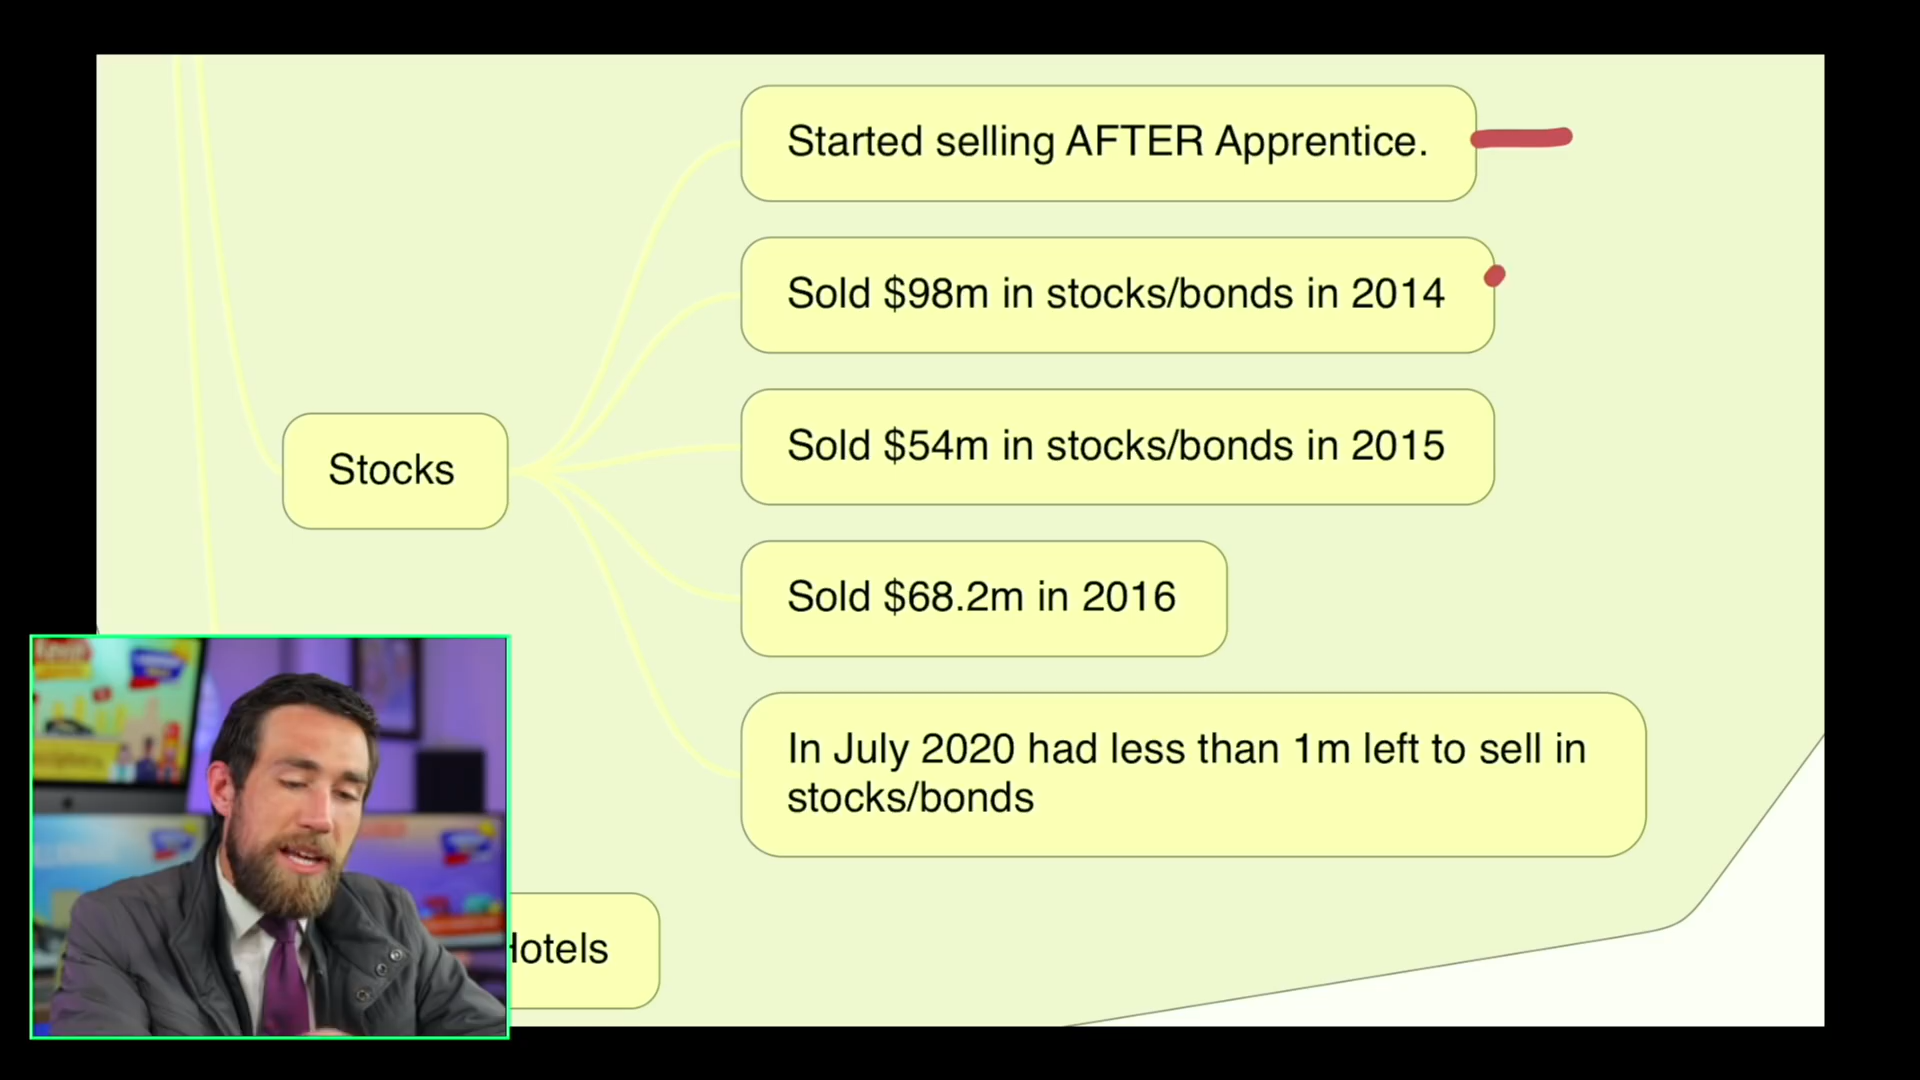 Started selling AFTER Apprentice.
Sold $98m in stocks/bonds in 2014
Sold $54m in stocks/bonds in 2015
Stocks
Sold $68.2m in 2016
In July 2020 had less than 1m left to sell in
stocks/bonds
Hotels